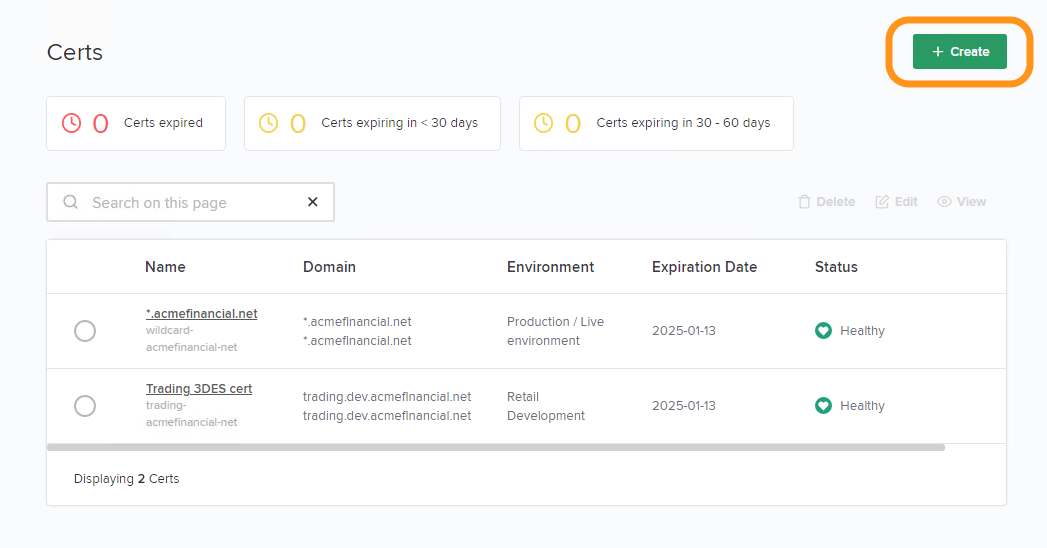 Certs
+ Create
0 Certs expired
0 Certs expiring in < 30 days
0 Certs expiring in 30 - 60 days
Search on this page
Delete Edit View
Name Domain Environment Expiration Date Status
*.acmefinancial.net
wildcard-
acmefinancial-net
*.acmefinancial.net
*.acmefinancial.net
Production / Live
environment
2025-01-13
Healthy
Trading 3DES cert
trading-
acmefinancial-net
trading.dev.acmefinancial.net
trading.dev.acmefinancial.net
Retail
Development
2025-01-13
Healthy
Displaying 2 Certs